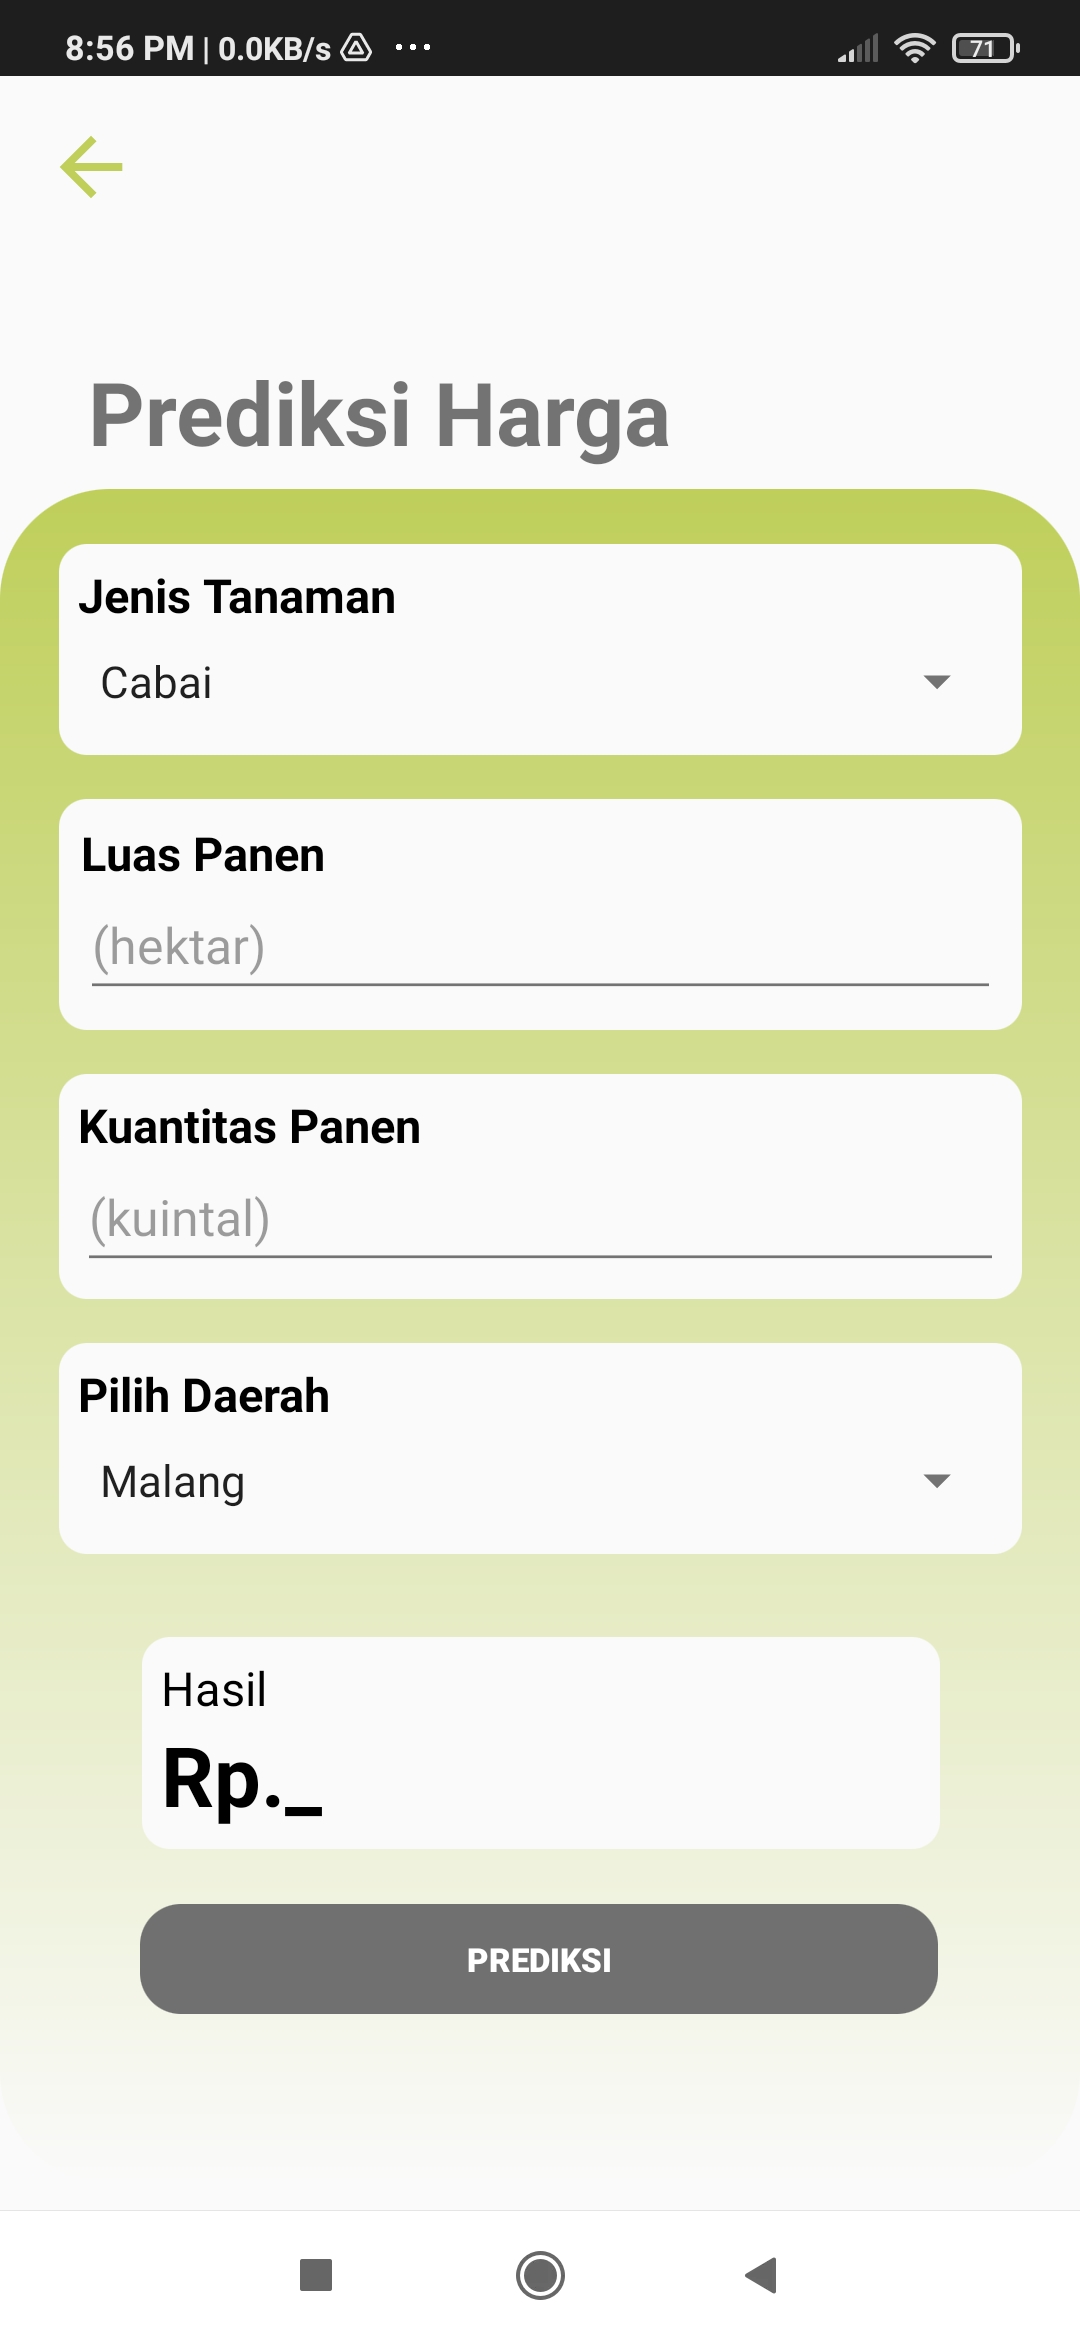 8:56 PM | 0.0KB/s ...
71
Prediksi Harga
Jenis Tanaman
Cabai
Luas Panen
(hektar)
Kuantitas Panen
(kuintal)
Pilih Daerah
Malang
Hasil
Rp._
PREDIKSI